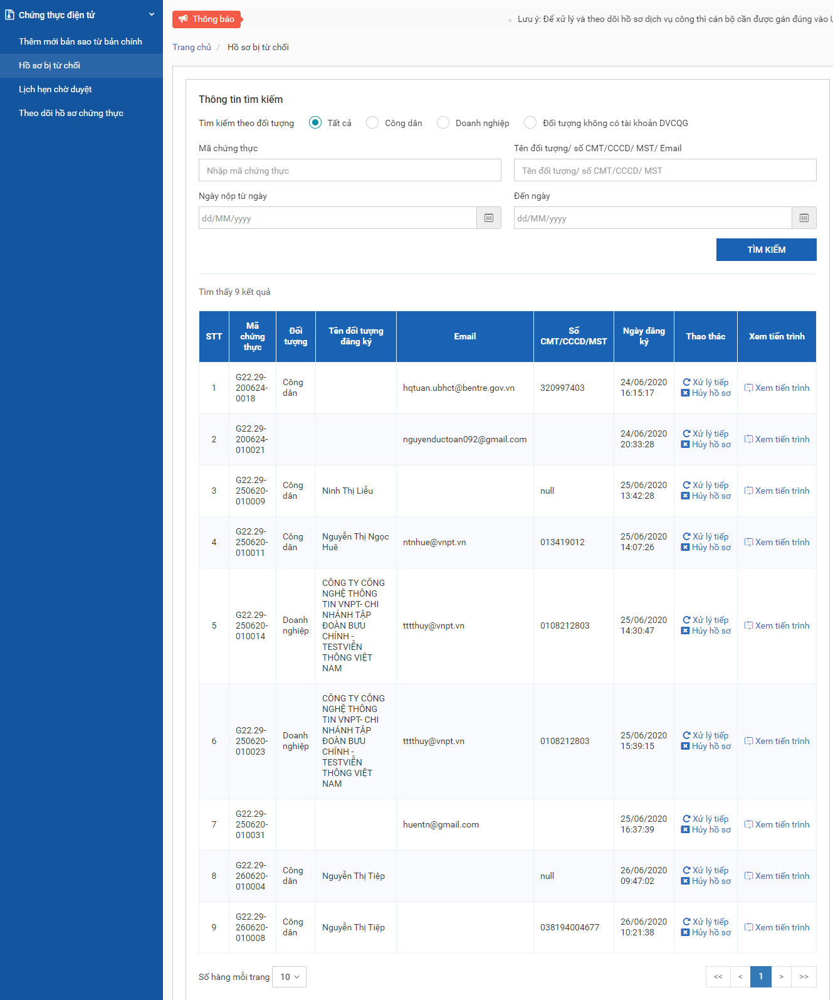 Chứng thực điện tử
Thêm mới bản sao từ bản chính
Hồ sơ bị từ chối
Lịch hẹn chờ duyệt
Theo dõi hồ sơ chứng thực
Thông báo
Lưu ý: Để xử lý và theo dõi hồ sơ dịch vụ công thì cán bộ cần được gán đúng vào
Trang chủ / Hồ sơ bị từ chối
Thông tin tìm kiếm
Tìm kiếm theo đối tượng Tất cả Công dân Doanh nghiệp Đối tượng không có tài khoản DVCQG
Mã chứng thực Tên đối tượng/ số CMT/CCCD/ MST/ Email
Nhập mã chứng thực Tên đối tượng/ số CMT/CCCD/ MST
Ngày nộp từ ngày Đến ngày
dd/MM/yyyy dd/MM/yyyy
TÌM KIẾM
Tìm thấy 9 kết quả
STT
Mã
chứng
thực
Đối
tượng
Tên đối tượng
đăng ký
Email
Số
CMT/CCCD/MST
Ngày đăng
ký
Thao thác
Xem tiến trình
1
G22.29-
200624-
0018
Công
dân
hqtuan.ubhct@bentre.gov.vn
320997403
24/06/2020
16:15:17
Xử lý tiếp
Hủy hồ sơ
Xem tiến trình
2
G22.29-
200624-
010021
nguyenductoan092@gmail.com
24/06/2020
20:33:28
Xử lý tiếp
Hủy hồ sơ
Xem tiến trình
3
G22.29-
250620-
010009
Công
dân
Ninh Thị Liễu
null
25/06/2020
13:42:28
Xử lý tiếp
Hủy hồ sơ
Xem tiến trình
4
G22.29-
250620-
010011
Công
dân
Nguyễn Thị Ngọc
Huê
ntnhue@vnpt.vn
013419012
25/06/2020
14:07:26
Xử lý tiếp
Hủy hồ sơ
Xem tiến trình
5
G22.29-
250620-
010014
Doanh
nghiệp
CÔNG TY CÔNG
NGHỆ THÔNG
TIN VNPT- CHI
NHÁNH TẬP
ĐOÀN BƯU
CHÍNH -
TESTVIỄN
THÔNG VIỆT
NAM
tttthuy@vnpt.vn
0108212803
25/06/2020
14:30:47
Xử lý tiếp
Hủy hồ sơ
Xem tiến trình
6
G22.29-
250620-
010023
Doanh
nghiệp
CÔNG TY CÔNG
NGHỆ THÔNG
TIN VNPT- CHI
NHÁNH TẬP
ĐOÀN BƯU
CHÍNH -
TESTVIỄN
THÔNG VIỆT
NAM
tttthuy@vnpt.vn
0108212803
25/06/2020
15:39:15
Xử lý tiếp
Hủy hồ sơ
Xem tiến trình
7
G22.29-
250620-
010031
huentn@gmail.com
25/06/2020
16:37:39
Xử lý tiếp
Hủy hồ sơ
Xem tiến trình
8
G22.29-
260620-
010004
Công
dân
Nguyễn Thị Tiệp
null
26/06/2020
09:47:02
Xử lý tiếp
Hủy hồ sơ
Xem tiến trình
9
G22.29-
260620-
010008
Công
dân
Nguyễn Thị Tiệp
038194004677
26/06/2020
10:21:38
Xử lý tiếp
Hủy hồ sơ
Xem tiến trình
Số hàng mỗi trang 10 << < 1 > >>